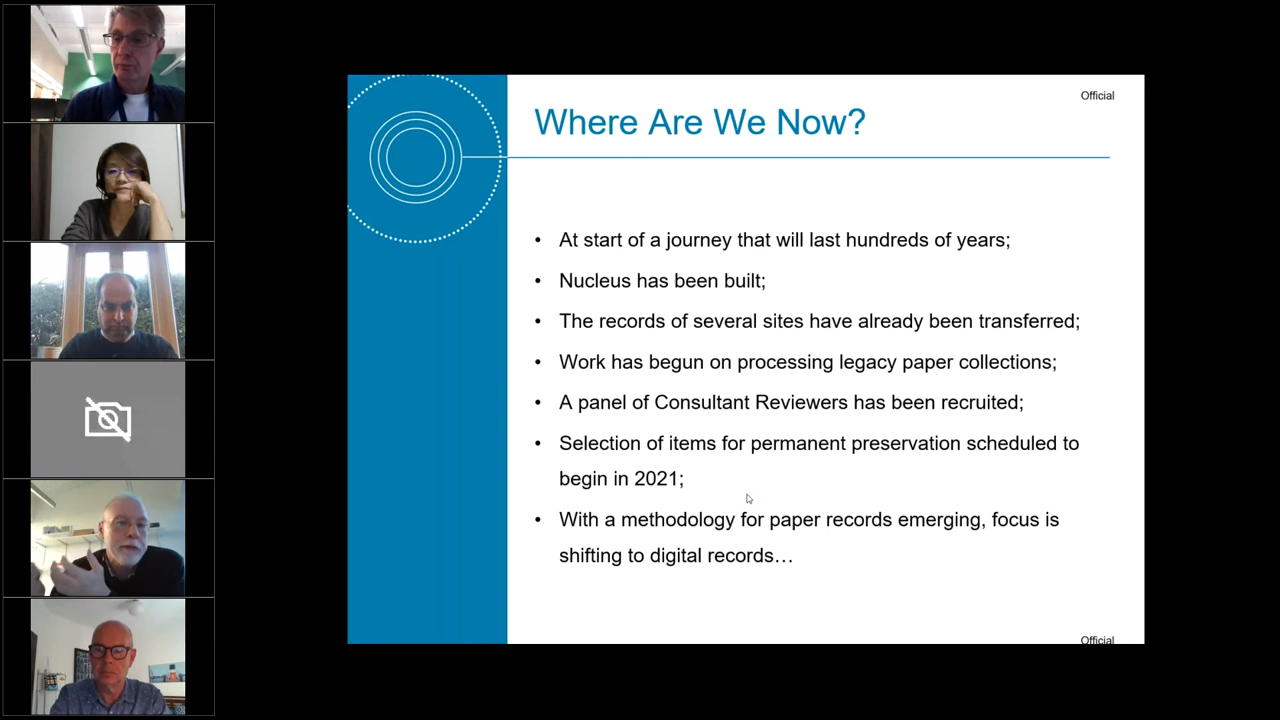 Official
Where Are We Now?
• At start of a journey that will last hundreds of years;
• Nucleus has been built;
• The records of several sites have already been transferred;
• Work has begun on processing legacy paper collections;
• A panel of Consultant Reviewers has been recruited;
• Selection of items for permanent preservation scheduled to
begin in 2021;
• With a methodology for paper records emerging, focus is
shifting to digital records…
Official